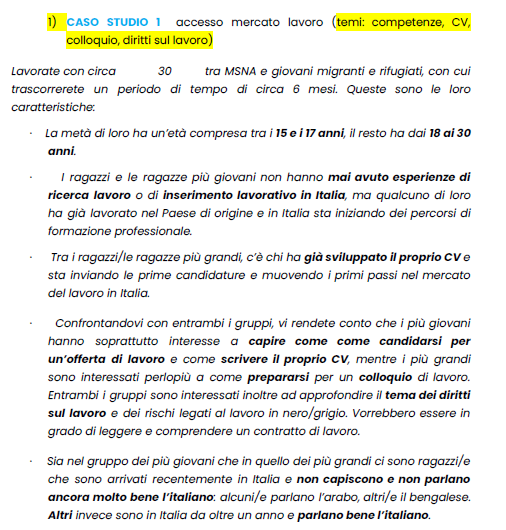 1) CASO STUDIO 1 accesso mercato lavoro (temi: competenze, CV,
colloquio, diritti sul lavoro)
Lavorate con circa 30 tra MSNA e giovani migranti e rifugiati, con cui
trascorrerete un periodo di tempo di circa 6 mesi. Queste sono le loro
caratteristiche:
· La metà di loro ha un'età compresa tra i 15 e i 17 anni, il resto ha dai 18 ai 30
anni.
· I ragazzi e le ragazze più giovani non hanno mai avuto esperienze di
ricerca lavoro o di inserimento lavorativo in Italia, ma qualcuno di loro
ha già lavorato nel Paese di origine e in Italia sta iniziando dei percorsi di
formazione professionale.
· Tra i ragazzi/le ragazze più grandi, c'è chi ha già sviluppato il proprio CV e
sta inviando le prime candidature e muovendo i primi passi nel mercato
del lavoro in Italia.
· Confrontandovi con entrambi i gruppi, vi rendete conto che i più giovani
hanno soprattutto interesse a capire come come candidarsi per
un'offerta di lavoro e come scrivere il proprio CV, mentre i più grandi
sono interessati perlopiù a come prepararsi per un colloquio di lavoro.
Entrambi i gruppi sono interessati inoltre ad approfondire il tema dei diritti
sul lavoro e dei rischi legati al lavoro in nero/grigio. Vorrebbero essere in
grado di leggere e comprendere un contratto di lavoro.
· Sia nel gruppo dei più giovani che in quello dei più grandi ci sono ragazzi/e
che sono arrivati recentemente in Italia e non capiscono e non parlano
ancora molto bene l'italiano: alcuni/e parlano l'arabo, altri/e il bengalese.
Altri invece sono in Italia da oltre un anno e parlano bene l'italiano.